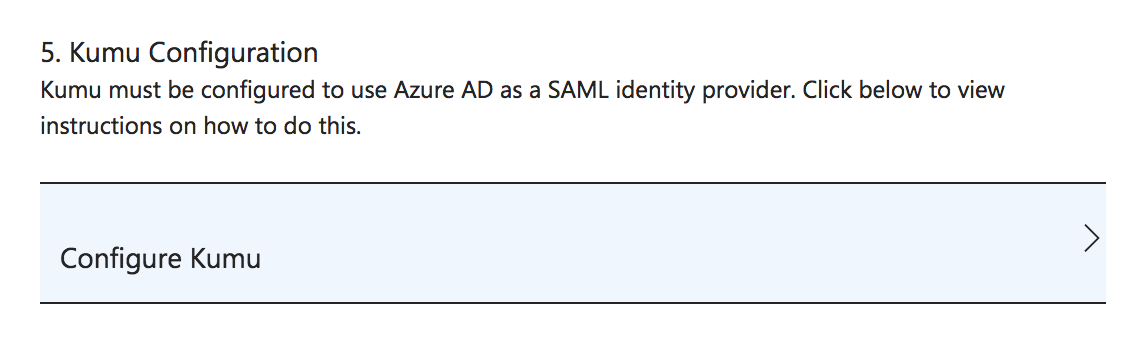 5. Kumu Configuration
Kumu must be configured to use Azure AD as a SAML identity provider. Click below to view
instructions on how to do this.
Configure Kumu